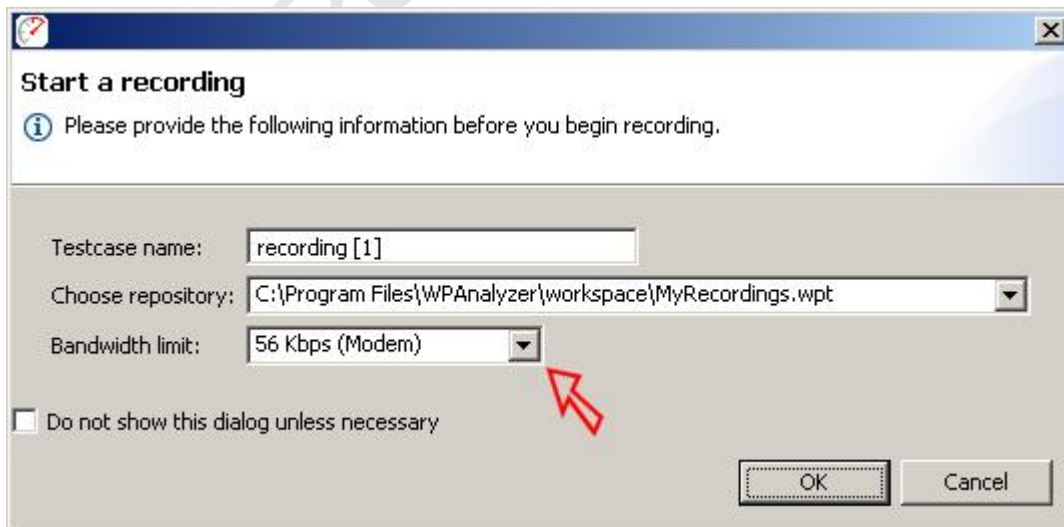 Start a recording
Please provide the following information before you begin recording.
Testcase name: recording [1]
Choose repository: C:\Program Files\WPAnalyzer\workspace\MyRecordings.wpt
Bandwidth limit: 56 Kbps (Modem)
Do not show this dialog unless necessary
OK Cancel